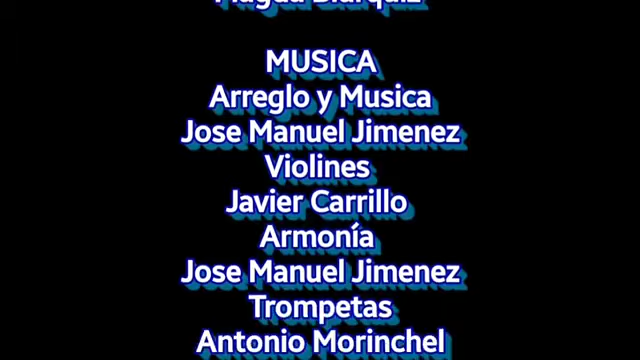 MUSICA
Arreglo y Musica
Jose Manuel Jimenez
Violines
Javier Carrillo
Armonía
Jose Manuel Jimenez
Trompetas
Antonio Morinchel